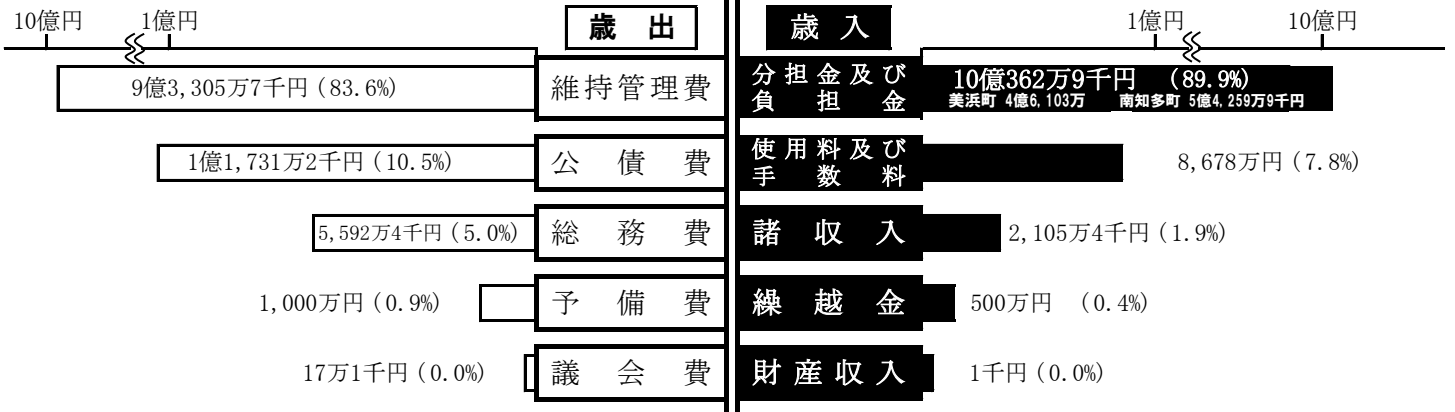 10億円 1億円 歳出 歳入 1億円 10億円
9億3,305万7千円(83.6%) 維持管理費
分担金及び
負担金
10億362万9千円 (89.9%)
美浜町 4億6,103万 南知多町 5億4,259万9千円
1億1,731万2千円(10.5%) 公債費
使用料及び
手数料
8,678万円(7.8%)
5,592万4千円(5.0%) 総務費 諸収入 2,105万4千円(1.9%)
1,000万円(0.9%) 予備費 繰越金 500万円 (0.4%)
17万1千円(0.0%) 議会費 財産収入 1千円(0.0%)